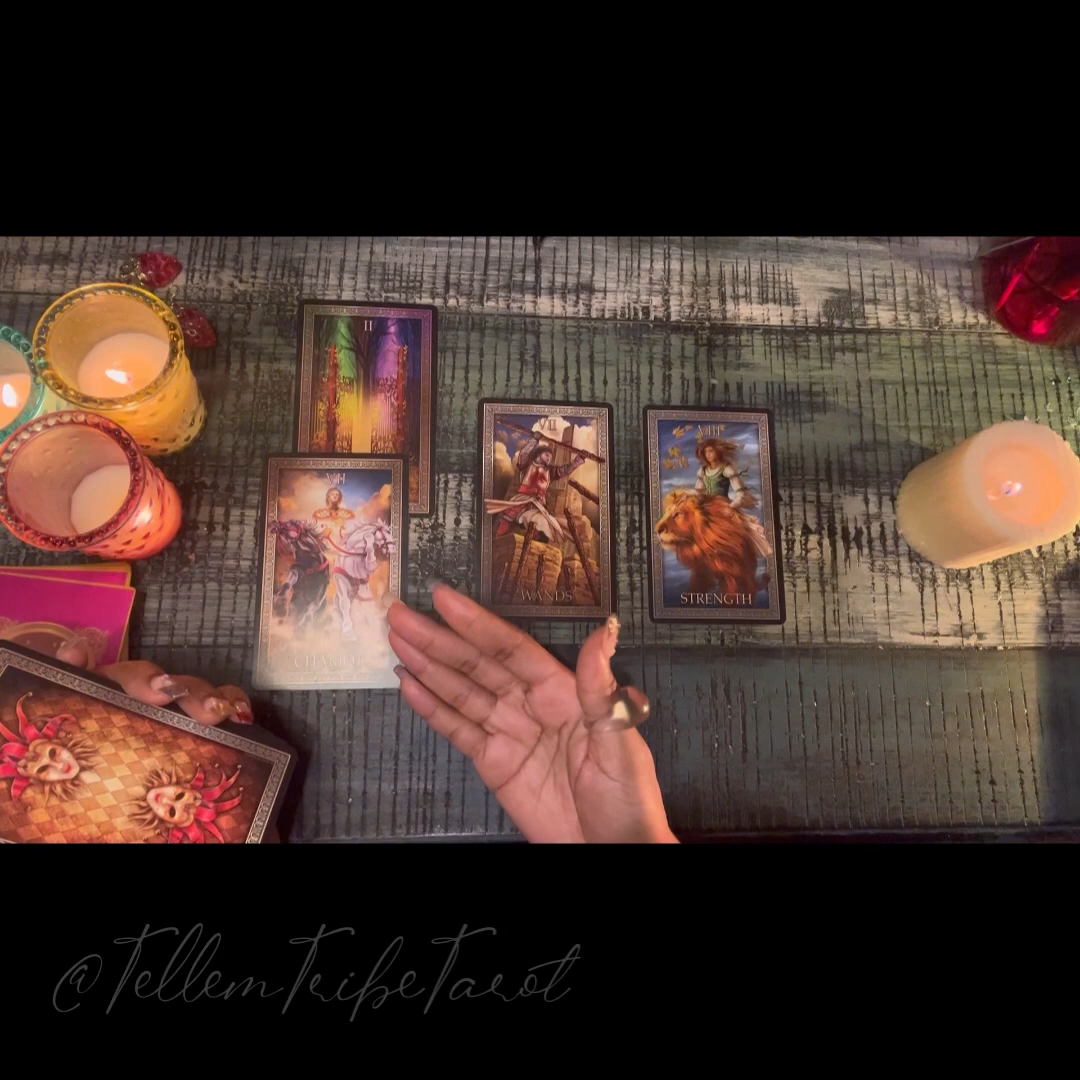 II
VII
VII
VIII
CHARIOT
WANDS
STRENGTH
@TellemTribeTarot